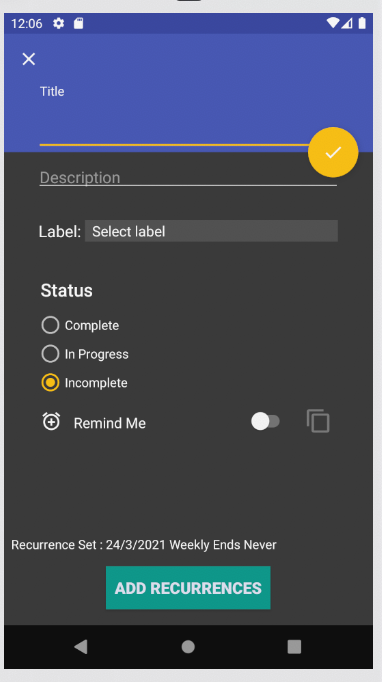 12:06
Title
Description
Label: Select label
Status
Complete
In Progress
Incomplete
Remind Me
Recurrence Set : 24/3/2021 Weekly Ends Never
ADD RECURRENCES